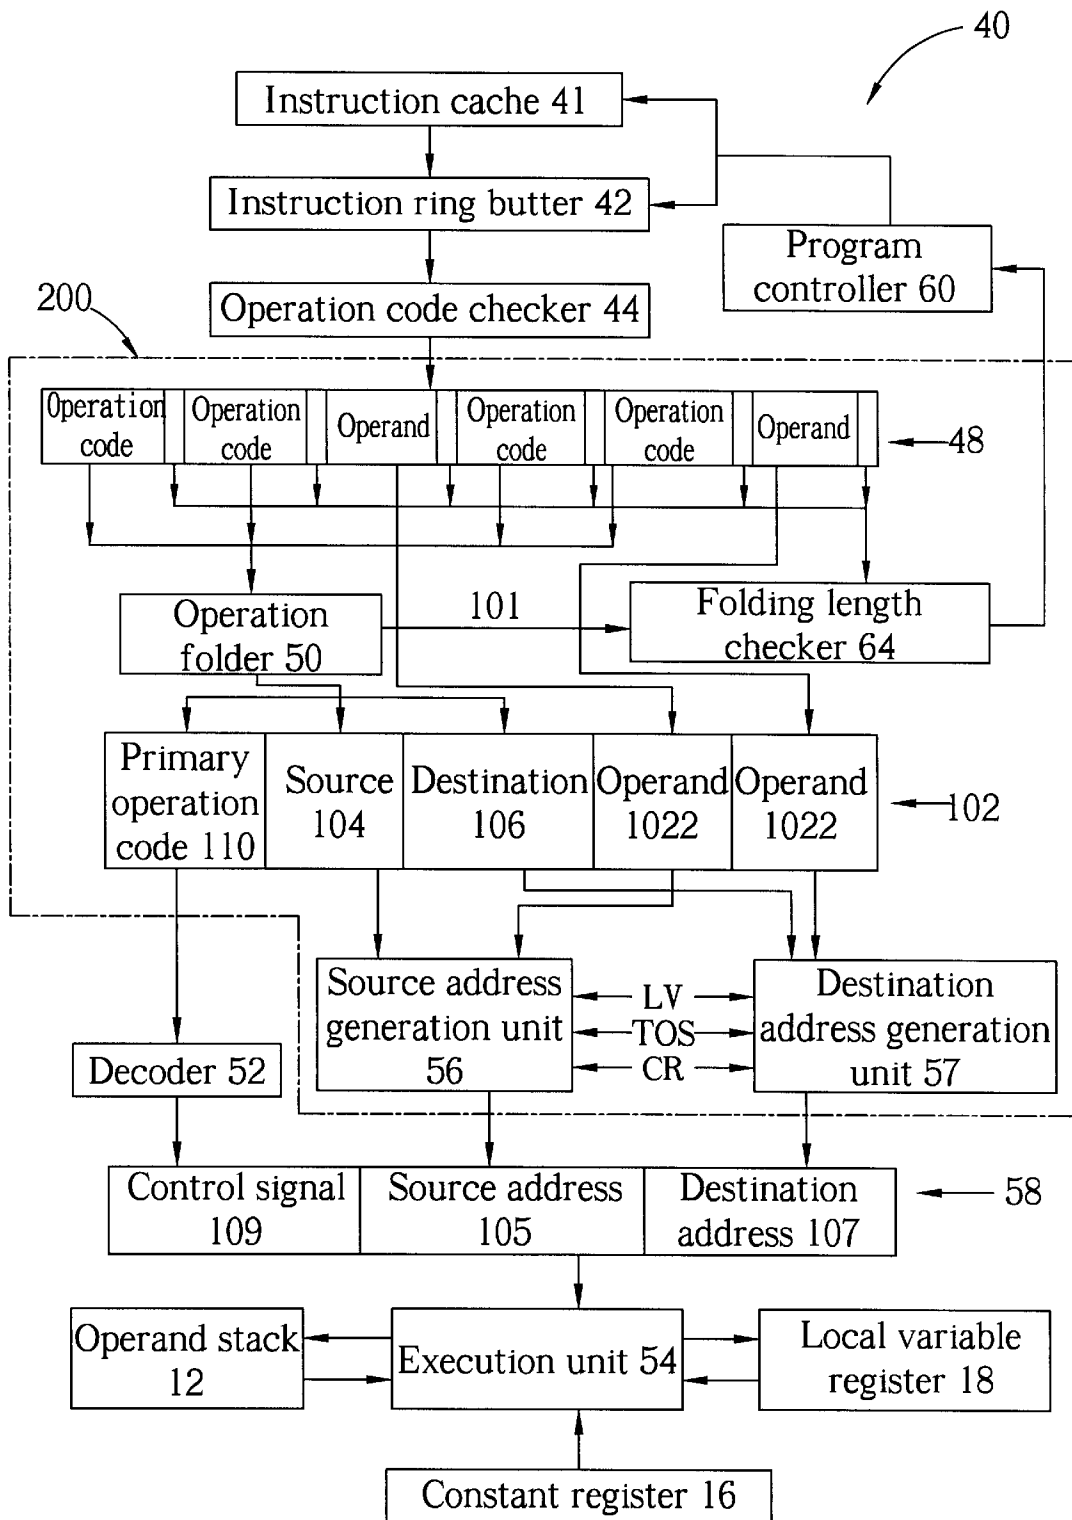 40
Instruction cache 41
Instruction ring butter 42
Program
controller 60
200
Operation code checker 44
Operation
code
Operation
code
Operand
Operation
code
Operation
code
Operand
48
Operation
folder 50
101
Folding length
checker 64
Primary
operation
code 110
Source
104
Destination
106
Operand
1022
Operand
1022
102
Source address
generation unit
56
LV
TOS
CR
Destination
address generation
unit 57
Decoder 52
Control signal
109
Source address
105
Destination
address 107
58
Operand stack
12
Execution unit 54
Local variable
register 18
Constant register 16